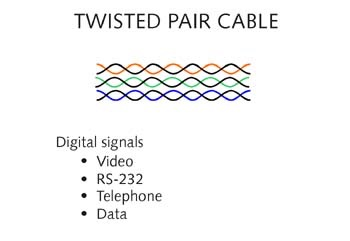 TWISTED PAIR CABLE
Digital signals
• Video
• RS-232
• Telephone
• Data